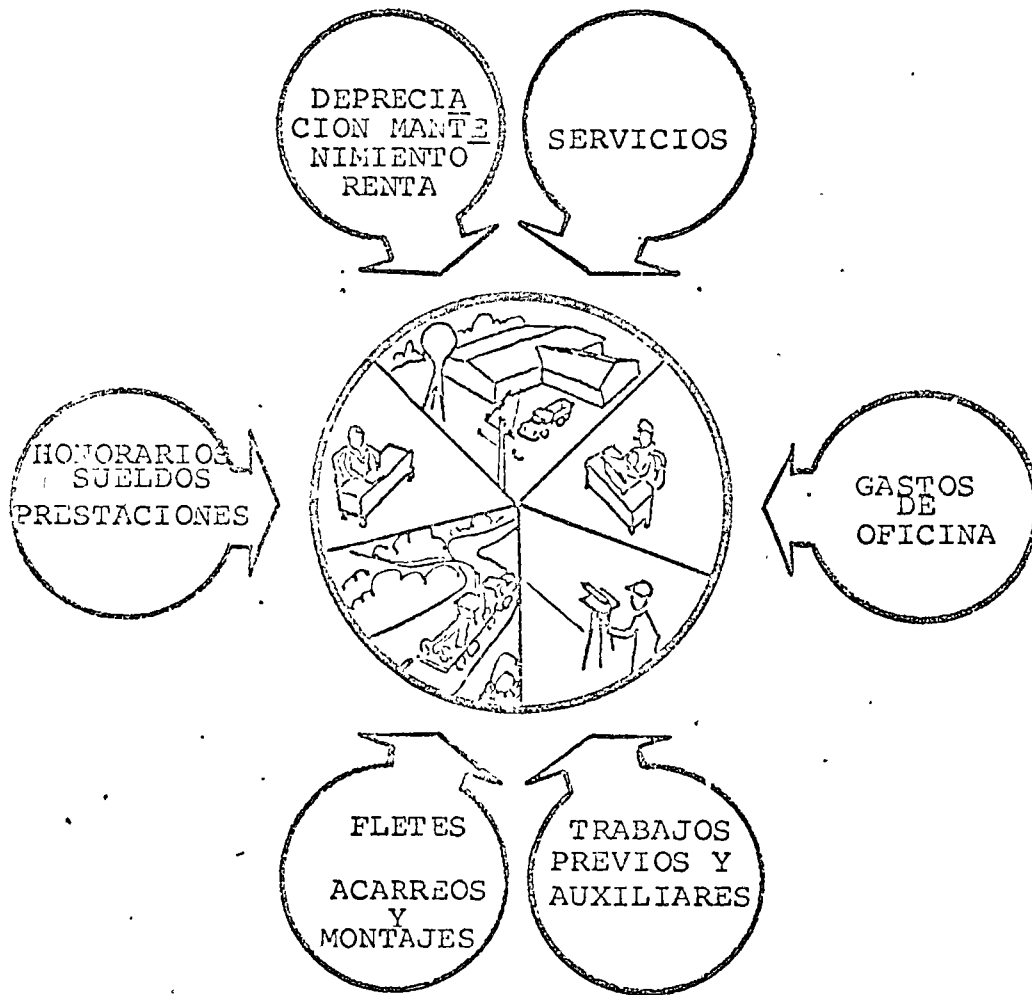 DEPRECIA
CION MANTE
NIMIENTO
RENTA
SERVICIOS
HONORARIOS
SUELDOS
PRESTACIONES
GASTOS
DE
OFICINA
FLETES
ACARREOS
Y
MONTAJES
TRABAJOS
PREVIOS Y
AUXILIARES